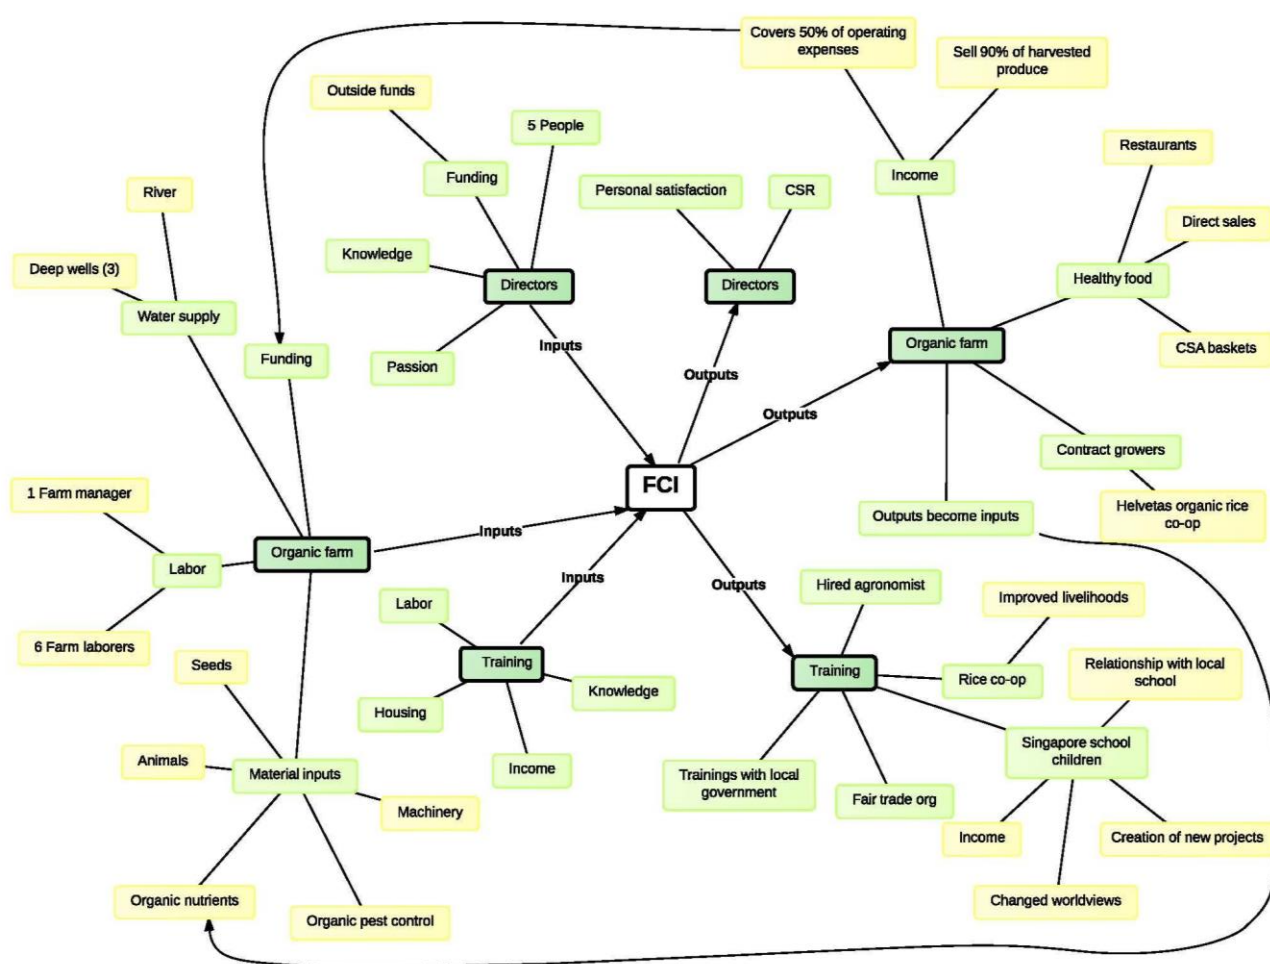 Covers 50% of operating
expenses
Sell 90% of harvested
produce
Outside funds
5 People
Restaurants
Funding
Income
River
Personal satisfaction
CSR
Direct sales
Knowledge
Deep wells (3)
Directors
Directors
Healthy food
Water supply
Organic farm
CSA baskets
Inputs
Funding
Passion
Outputs
Outputs
Contract growers
FCI
1 Farm manager
Helvetas organic rice
co-op
Outputs become inputs
Inputs
Organic farm
Labor
Inputs
Outputs
Hired agronomist
Improved livelihoods
Labor
6 Farm laborers
Seeds
Training
Training
Relationship with local
school
Rice co-op
Knowledge
Housing
Singapore school
children
Animals
Material inputs
Income
Trainings with local
government
Fair trade org
Machinery
Income
Creation of new projects
Organic nutrients
Organic pest control
Changed worldviews